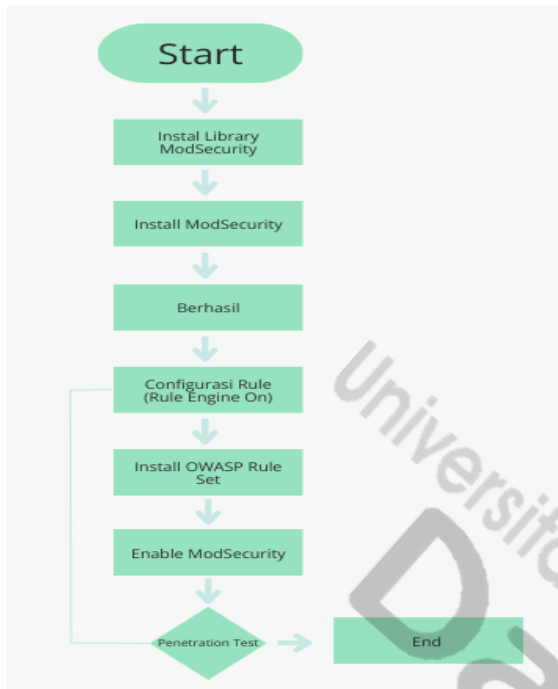 Start
Instal Library
ModSecurity
Install ModSecurity
Berhasil
Configurasi Rule
(Rule Engine On)
Install OWASP Rule
Set
Enable ModSecurity
Penetration Test
End